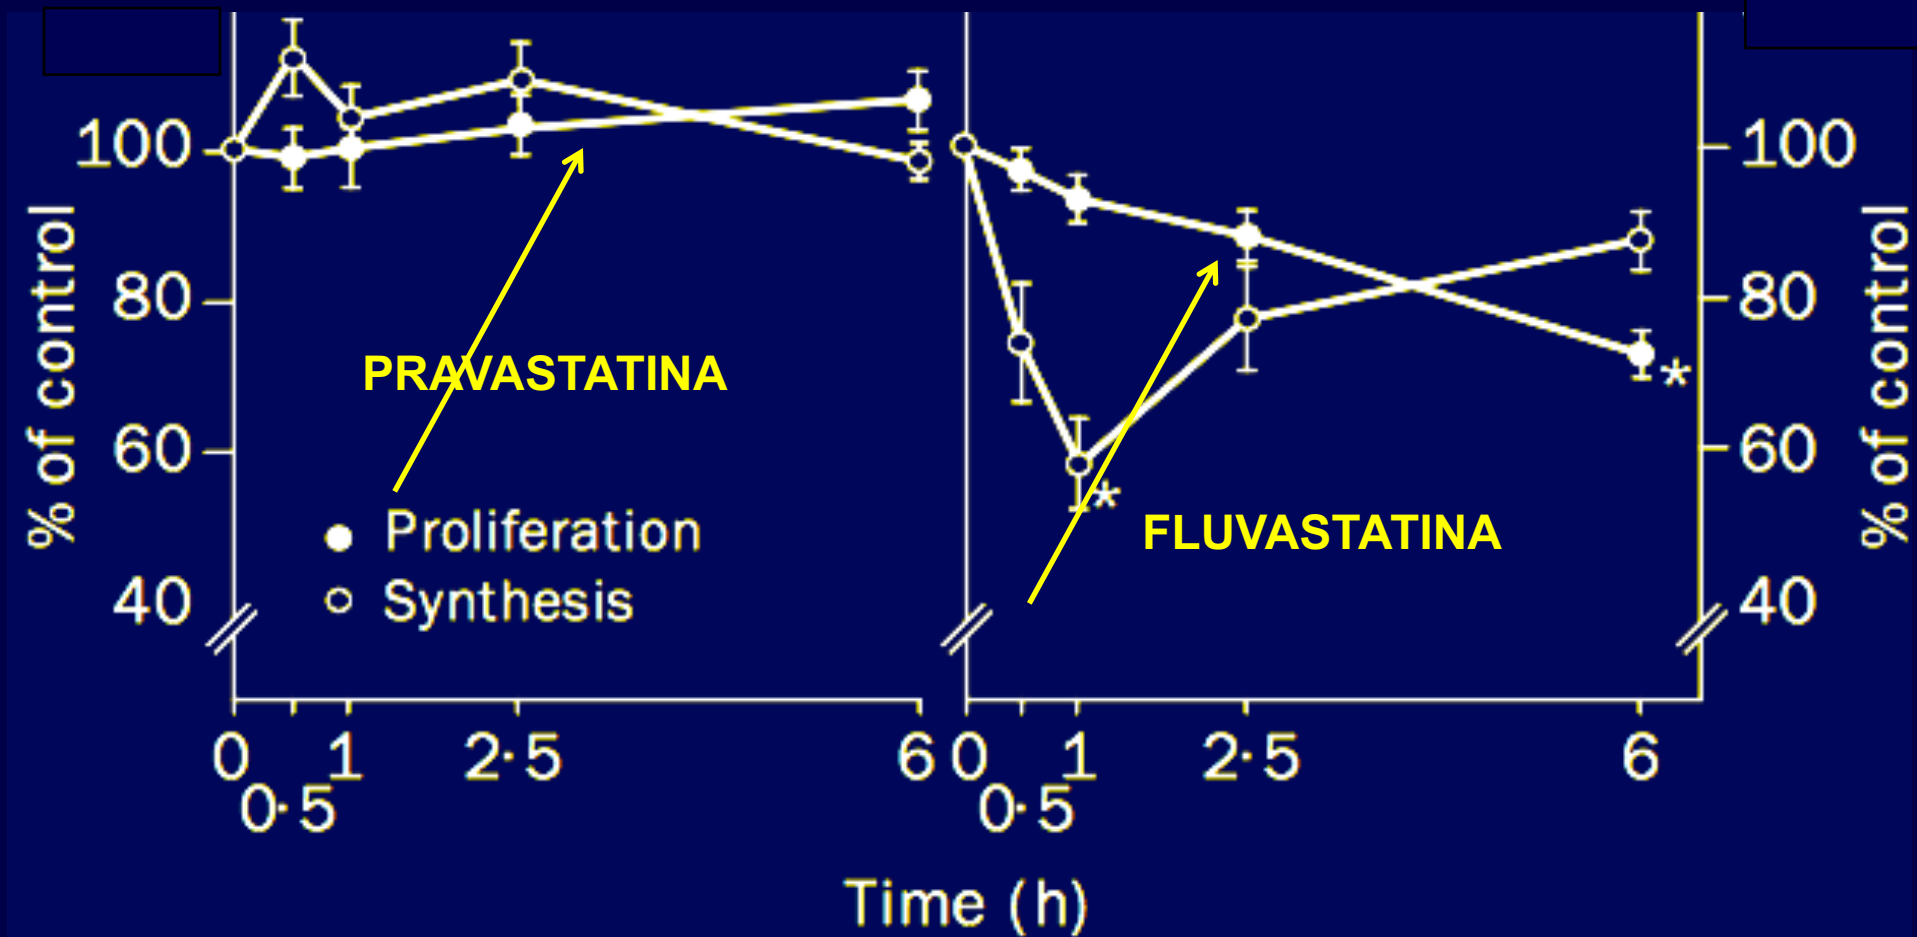 100
100
80
80
60
60
40
40
% of control
% of control
PRAVASTATINA
FLUVASTATINA
Proliferation
Synthesis
*
*
0
0·5
1
2·5
6
0
0·5
1
2·5
6
Time (h)